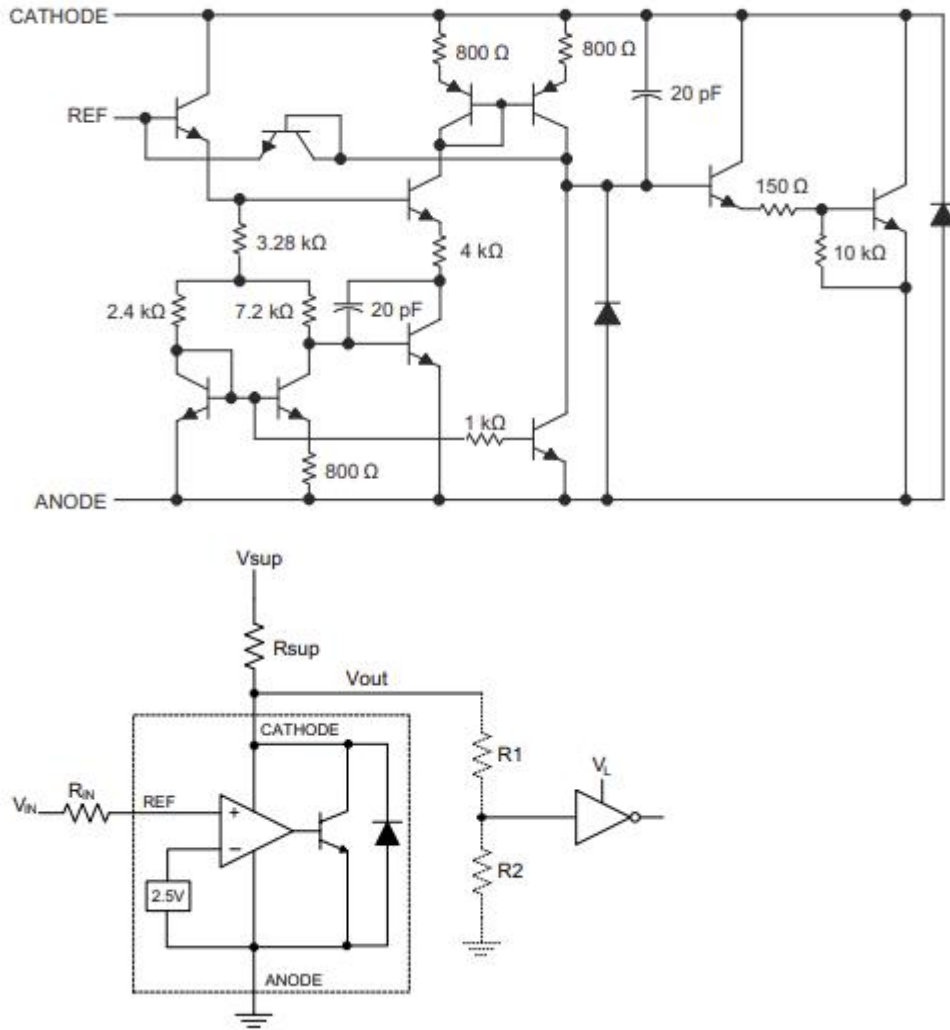 CATHODE
800 Ω 800 Ω
20 pF
REF
150 Ω
3.28 kΩ 4 kΩ 10 kΩ
2.4 kΩ 7.2 kΩ 20 pF
1 kΩ
800 Ω
ANODE
Vsup
Rsup
Vout
CATHODE
R1
VIN RIN REF VL
+
−
R2
2.5V
ANODE